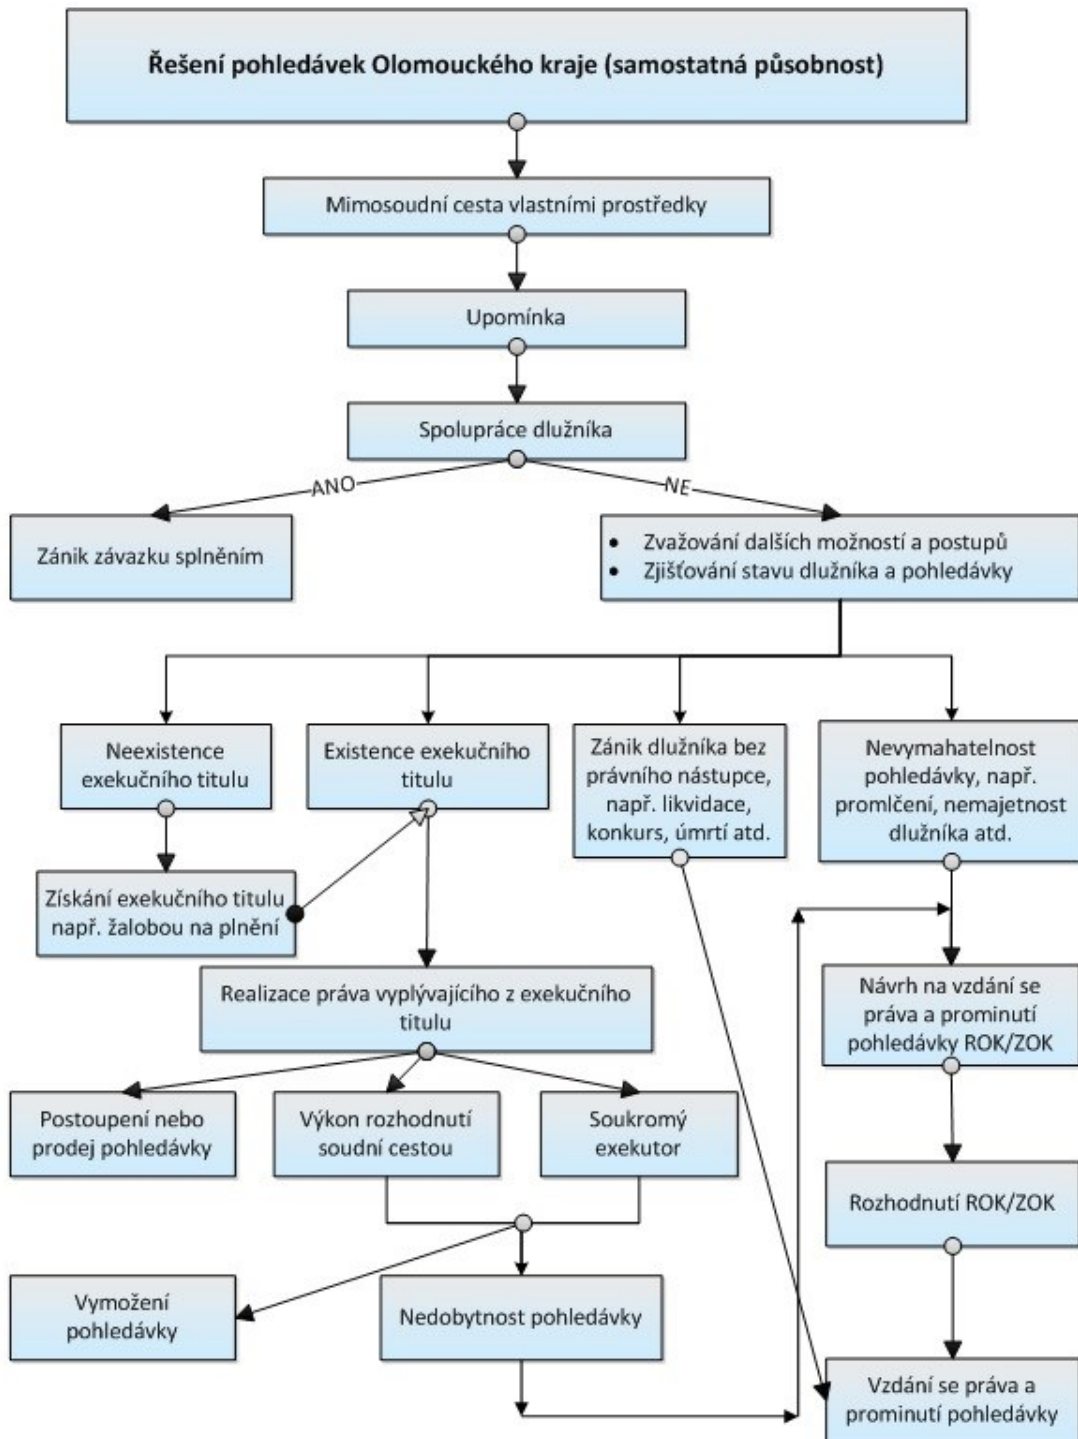 Řešení pohledávek Olomouckého kraje (samostatná působnost)
Mimosoudní cesta vlastními prostředky
Upomínka
Spolupráce dlužníka
ANO
NE
Zánik závazku splněním
• Zvažování dalších možností a postupů
• Zjišťování stavu dlužníka a pohledávky
Neexistence
exekučního titulu
Existence exekučního
titulu
Zánik dlužníka bez
právního nástupce,
např. likvidace,
konkurs, úmrtí atd.
Nevymahatelnost
pohledávky, např.
promlčení, nemajetnost
dlužníka atd.
Získání exekučního titulu
např. žalobou na plnění
Realizace práva vyplývajícího z exekučního
titulu
Návrh na vzdání se
práva a prominutí
pohledávky ROK/ZOK
Postoupení nebo
prodej pohledávky
Výkon rozhodnutí
soudní cestou
Soukromý
exekutor
Rozhodnutí ROK/ZOK
Vymožení
pohledávky
Nedobytnost pohledávky
Vzdání se práva a
prominutí pohledávky